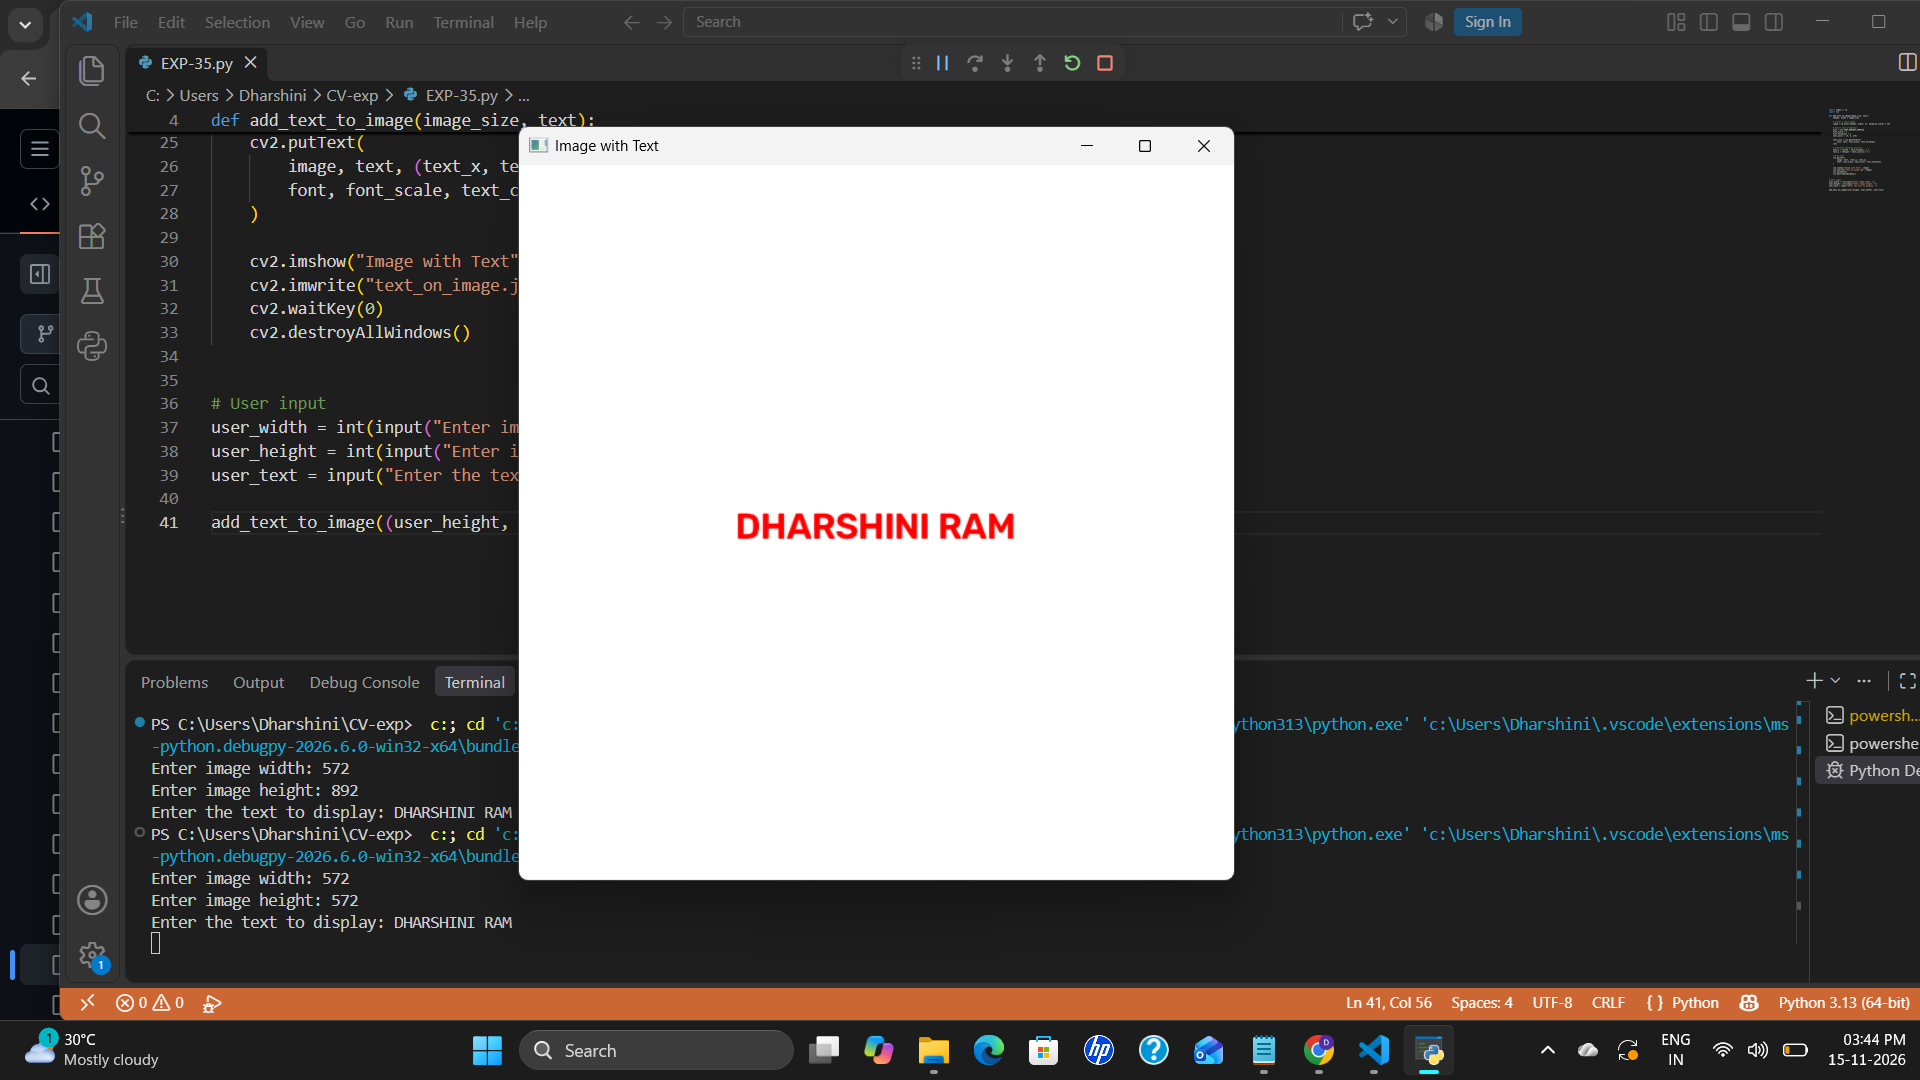 File Edit Selection View Go Run Terminal Help
Search
Sign In
EXP-35.py
C: > Users > Dharshini > CV-exp > EXP-35.py > ...
4 def add_text_to_image(image_size, text):
25 cv2.putText(
26 image, text, (text_x, te
27 font, font_scale, text_c
28 )
29
30 cv2.imshow("Image with Text"
31 cv2.imwrite("text_on_image.j
32 cv2.waitKey(0)
33 cv2.destroyAllWindows()
34
35
36 # User input
37 user_width = int(input("Enter im
38 user_height = int(input("Enter i
39 user_text = input("Enter the tex
40
41 add_text_to_image((user_height,
Image with Text
DHARSHINI RAM
Problems Output Debug Console Terminal
PS C:\Users\Dharshini\CV-exp> c:; cd 'c: ython313\python.exe' 'c:\Users\Dharshini\.vscode\extensions\ms
-python.debugpy-2026.6.0-win32-x64\bundle
Enter image width: 572
Enter image height: 892
Enter the text to display: DHARSHINI RAM
PS C:\Users\Dharshini\CV-exp> c:; cd 'c: ython313\python.exe' 'c:\Users\Dharshini\.vscode\extensions\ms
-python.debugpy-2026.6.0-win32-x64\bundle
Enter image width: 572
Enter image height: 572
Enter the text to display: DHARSHINI RAM
powersh...
powershe
Python De
1
0 0
Ln 41, Col 56 Spaces: 4 UTF-8 CRLF {} Python Python 3.13 (64-bit)
1
30°C
Mostly cloudy
Search
hp
D
ENG
IN
03:44 PM
15-11-2026